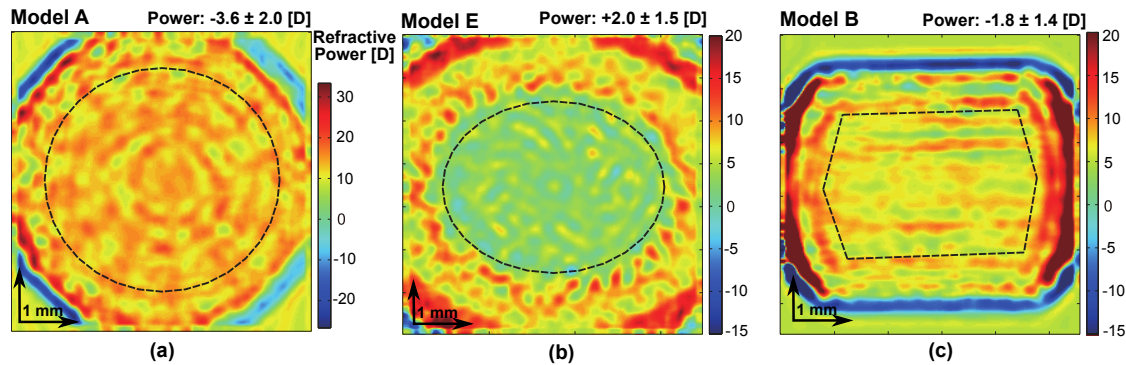 Model A
Power: -3.6 ± 2.0 [D]
Refractive
Power [D]
30
20
10
0
-10
-20
1 mm
(a)
Model E
Power: +2.0 ± 1.5 [D]
20
15
10
5
0
-5
-10
-15
1 mm
(b)
Model B
Power: -1.8 ± 1.4 [D]
20
15
10
5
0
-5
-10
-15
1 mm
(c)